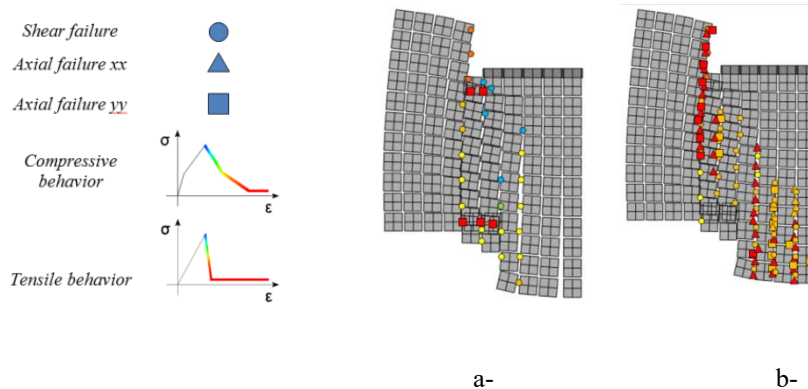 Shear failure
Axial failure xx
Axial failure yy
σ
Compressive
behavior
ε
σ
Tensile behavior
ε
a-
b-